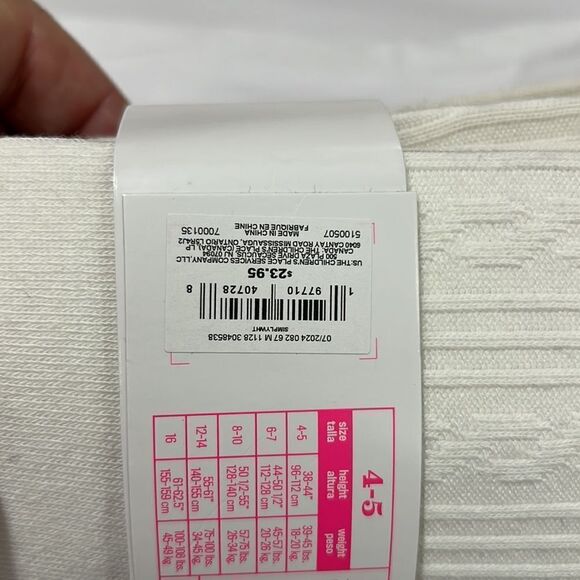 07/2024 082 67 M 1128 3048538
SIMPLYWHT
1 97710 40728 8
$23.95
US:THE CHILDREN'S PLACE SERVICES COMPANY,LLC
500 PLAZA DRIVE SECAUCUS, NJ 07094
CANADA: THE CHILDREN'S PLACE (CANADA),LP
6040 CANTAY ROAD MISSISSAUGA, ONTARIO L5R4J2
MADE IN CHINA
FABRIQUE EN CHINE
5100507 7000135
4-5
size height weight
talla altura peso
4-5 38-44" 39-45 lbs.
96-112 cm 18-20 kg.
6-7 44-50 1/2" 45-57 lbs.
112-128 cm 20-26 kg.
8-10 50 1/2-55" 57-75 lbs.
128-140 cm 26-34 kg.
12-14 55-61" 75-100 lbs.
140-155 cm 34-45 kg.
16 61-62.5" 100-108 lbs.
155-159 cm 45-49 kg.